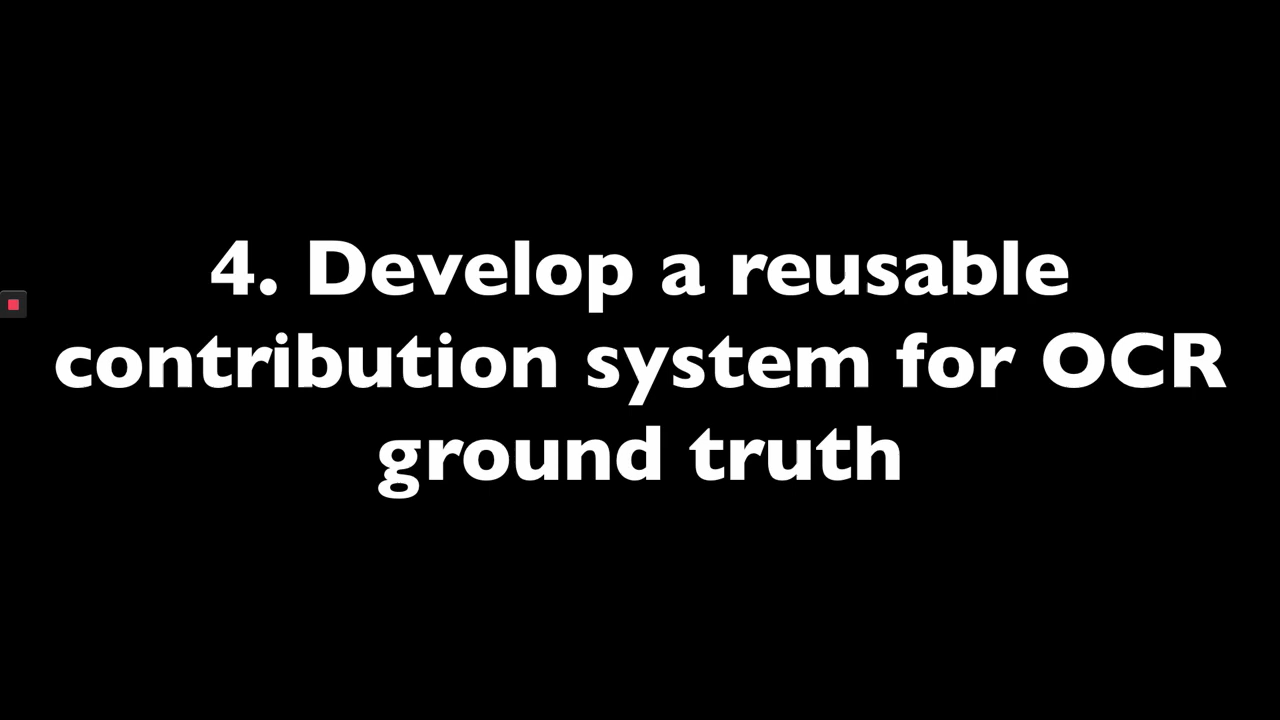 4. Develop a reusable
contribution system for OCR
ground truth